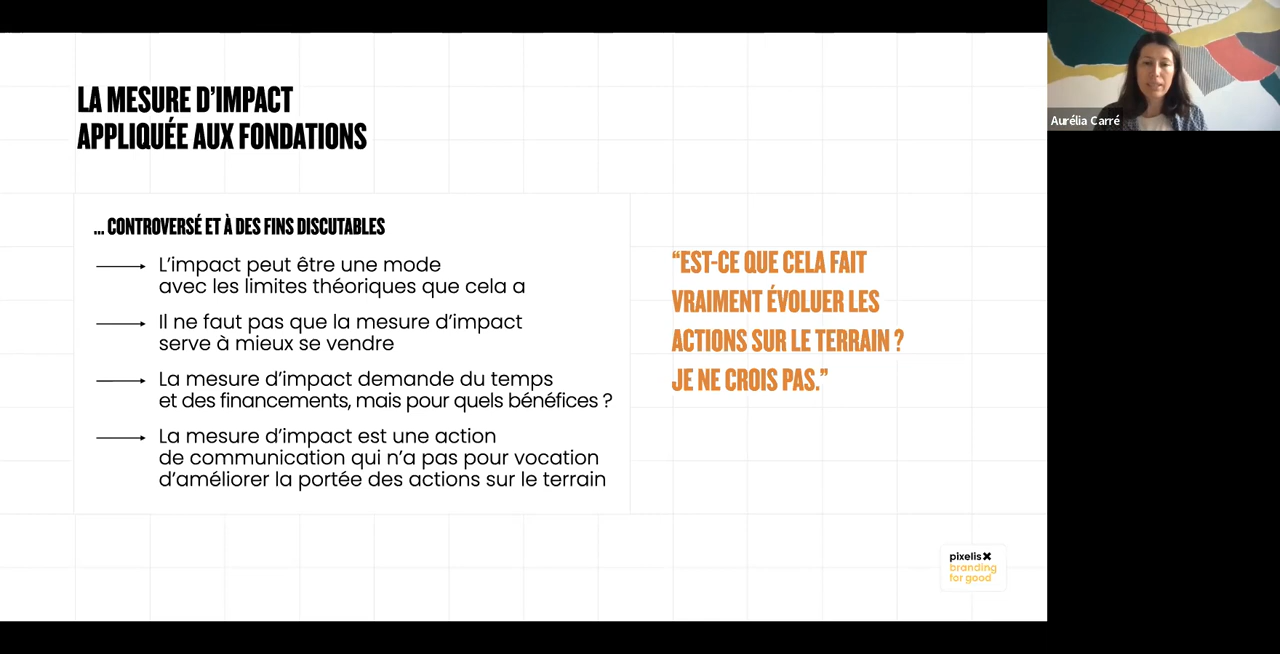 LA MESURE D'IMPACT
APPLIQUÉE AUX FONDATIONS
... CONTROVERSÉ ET À DES FINS DISCUTABLES
L'impact peut être une mode
avec les limites théoriques que cela a
Il ne faut pas que la mesure d'impact
serve à mieux se vendre
La mesure d'impact demande du temps
et des financements, mais pour quels bénéfices ?
La mesure d'impact est une action
de communication qui n'a pas pour vocation
d'améliorer la portée des actions sur le terrain
“EST-CE QUE CELA FAIT
VRAIMENT ÉVOLUER LES
ACTIONS SUR LE TERRAIN ?
JE NE CROIS PAS.”
pixelis
branding
for good
Aurélia Carré